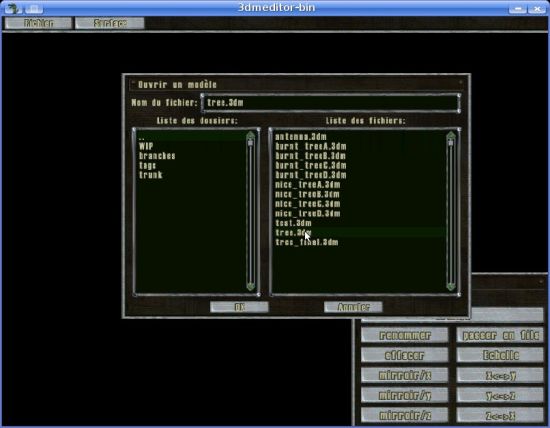 3dmeditor-bin
Fichier Surface
Ouvrir un modèle
Nom du fichier: tree.3dm
Liste des dossiers: Liste des fichiers:
..
WIP
branches
tags
trunk
antenna.3dm
burnt_treeA.3dm
burnt_treeB.3dm
burnt_treeC.3dm
burnt_treeD.3dm
nice_treeA.3dm
nice_treeB.3dm
nice_treeC.3dm
nice_treeD.3dm
test.3dm
tree.3dm
tree_final.3dm
OK Annuler
renommer passer en fils
effacer Echelle
mirroir/x x<->y
mirroir/y y<->z
mirroir/z z<->x